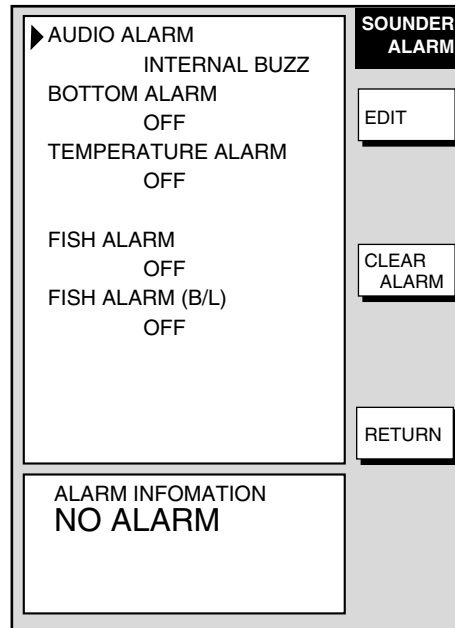 AUDIO ALARM
INTERNAL BUZZ
BOTTOM ALARM
OFF
TEMPERATURE ALARM
OFF
FISH ALARM
OFF
FISH ALARM (B/L)
OFF
ALARM INFOMATION
NO ALARM
SOUNDER
ALARM
EDIT
CLEAR
ALARM
RETURN